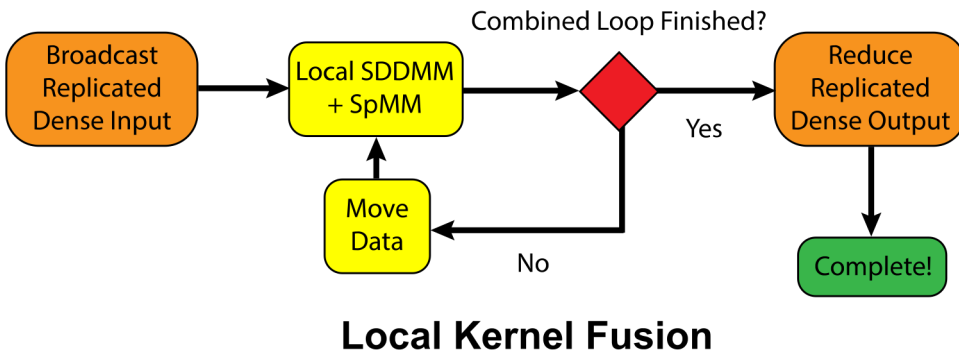 Combined Loop Finished?
Broadcast
Replicated
Dense Input
Local SDDMM
+ SpMM
Reduce
Replicated
Dense Output
Yes
Move
Data
No
Complete!
Local Kernel Fusion